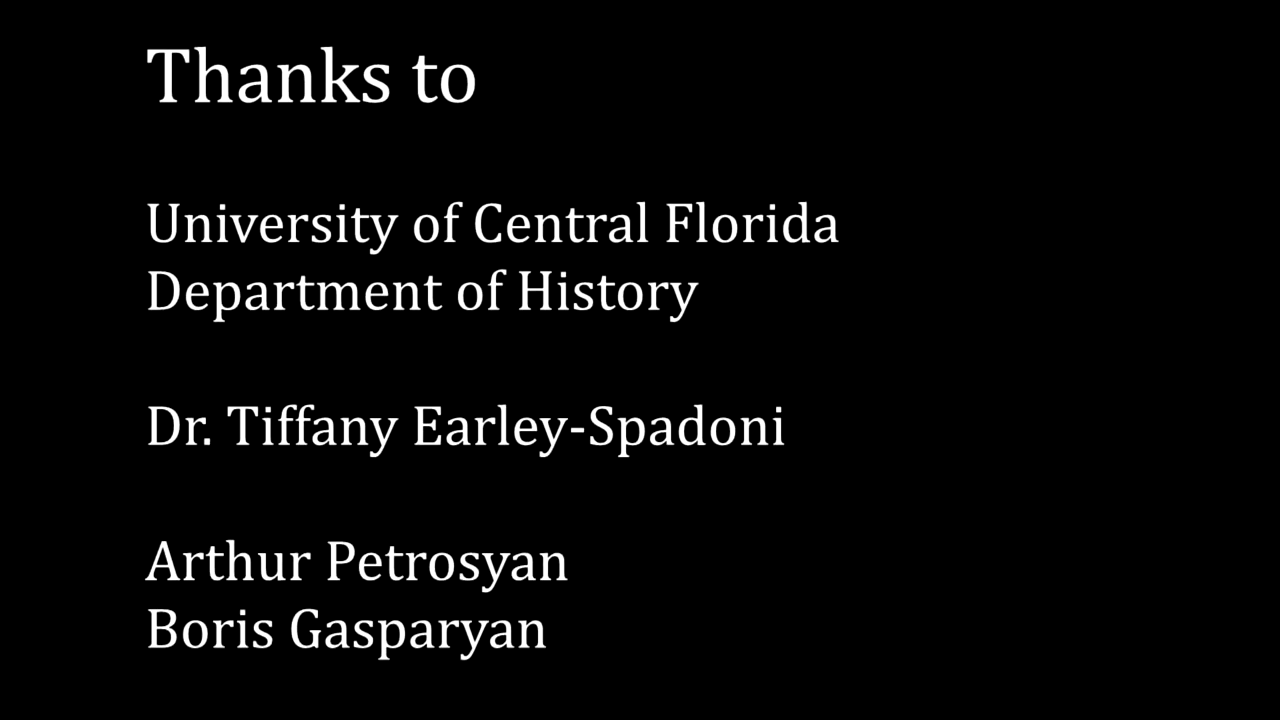 Thanks to
University of Central Florida
Department of History
Dr. Tiffany Earley-Spadoni
Arthur Petrosyan
Boris Gasparyan